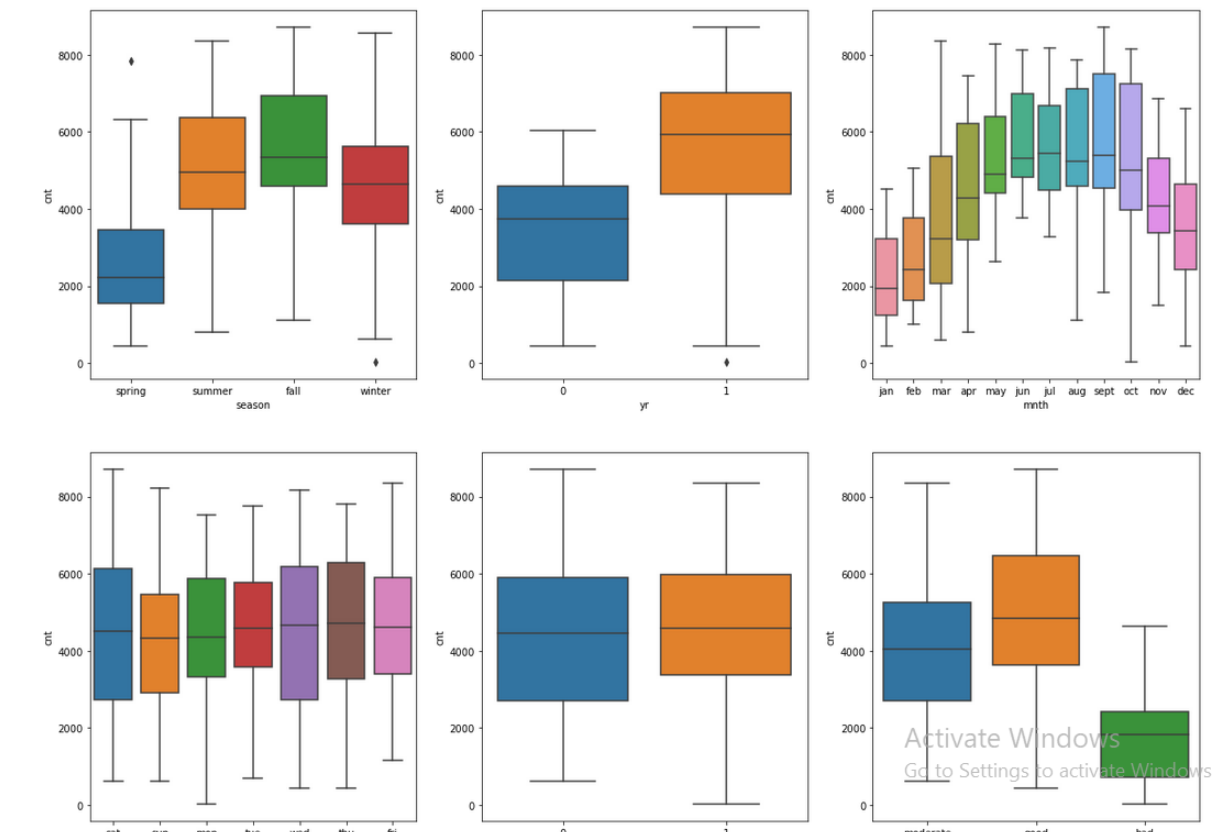 8000 8000 8000
6000 6000 6000
cnt cnt cnt
4000 4000 4000
2000 2000 2000
0 0 0
spring summer fall winter 0 1 jan feb mar apr may jun jul aug sept oct nov dec
season yr mnth
8000 8000 8000
6000 6000 6000
cnt cnt cnt
4000 4000 4000
2000 2000 2000
Activate Windows
Go to Settings to activate Windows
0 0 0